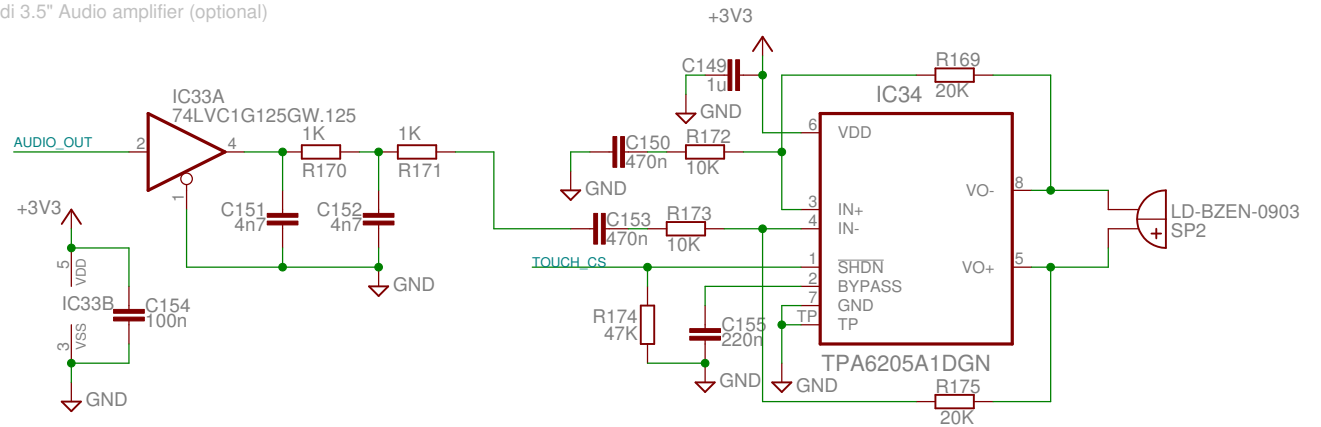 di 3.5" Audio amplifier (optional)
+3V3
C149
1u
GND
R169
20K
IC34
IC33A
74LVC1G125GW.125
AUDIO_OUT
2
4
1
1K
R170
1K
R171
C150
470n
R172
10K
GND
6
VDD
VO-
8
3
IN+
4
IN-
C151
4n7
C152
4n7
C153
470n
R173
10K
LD-BZEN-0903
SP2
+
+3V3
5
VDD
IC33B
C154
100n
3
VSS
GND
GND
TOUCH_CS
1
SHDN
2
BYPASS
7
GND
TP
TP
VO+
5
R174
47K
C155
220n
GND
GND
TPA6205A1DGN
R175
20K